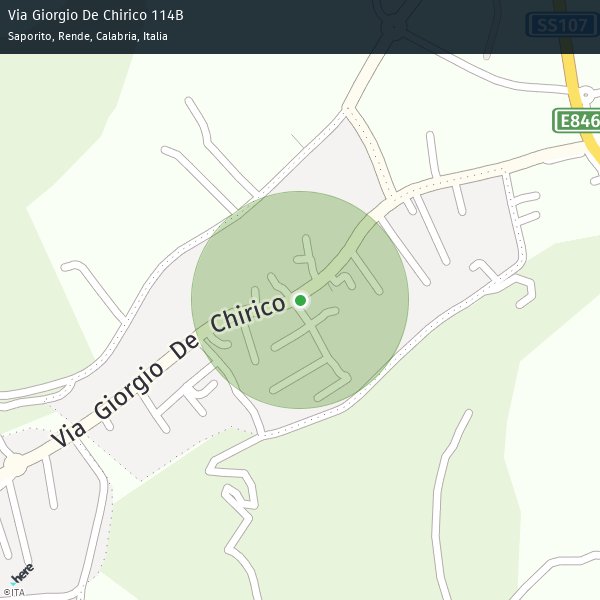 Via Giorgio De Chirico 114B
Saporito, Rende, Calabria, Italia
SS107
E846
Via Giorgio De Chirico
here
©ITA